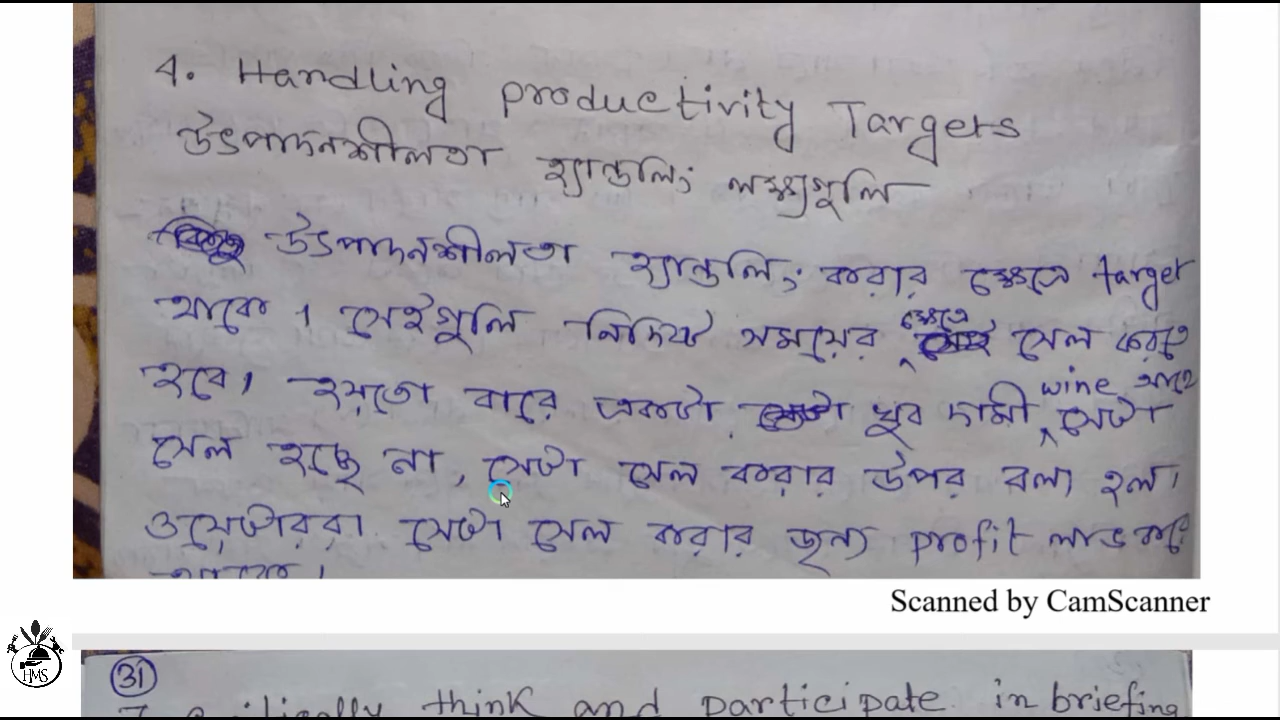 4. Handling productivity Targets
উৎপাদনশীলতা হ্যান্ডলিং লক্ষ্যগুলি
উৎপাদনশীলতা হ্যান্ডলিং করার ক্ষেত্রে target
থাকে। সেইগুলি নির্দিষ্ট সময়ের ক্ষেত্রে সেল করতে
হবে। হয়তো বারে একটা খুব দামী wine আছে সেটা
সেল হচ্ছে না, সেটা সেল করার উপর বলা হল।
ওয়েটাররা সেটা সেল করার জন্য profit লাভ করে
থাকে।
Scanned by CamScanner
HMS
31
think and participate in briefing